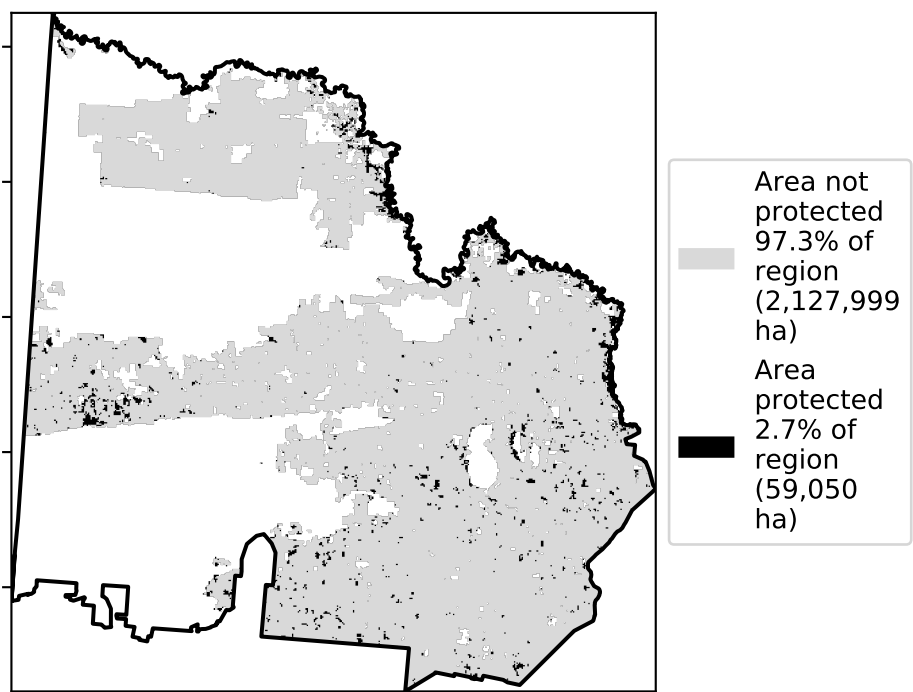 Area not
protected
97.3% of
region
(2,127,999
ha)
Area
protected
2.7% of
region
(59,050
ha)